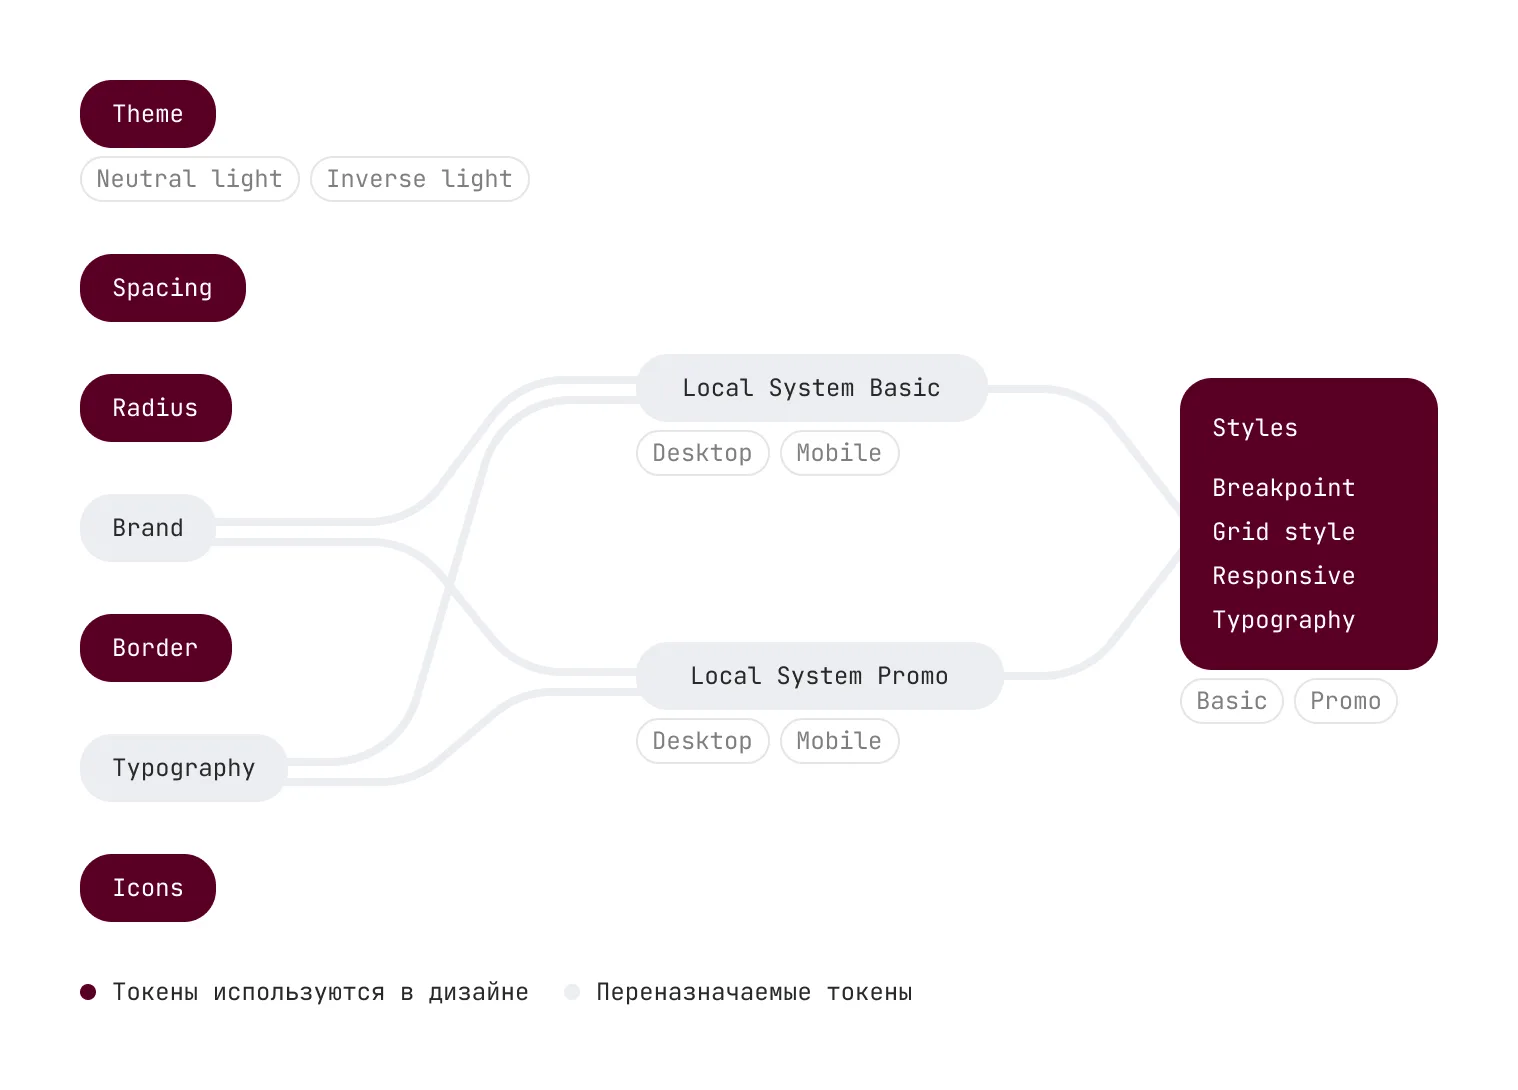 Theme
Neutral light
Inverse light
Spacing
Radius
Brand
Border
Typography
Icons
Local System Basic
Desktop
Mobile
Local System Promo
Desktop
Mobile
Styles
Breakpoint
Grid style
Responsive
Typography
Basic
Promo
Токены используются в дизайне
Переназначаемые токены